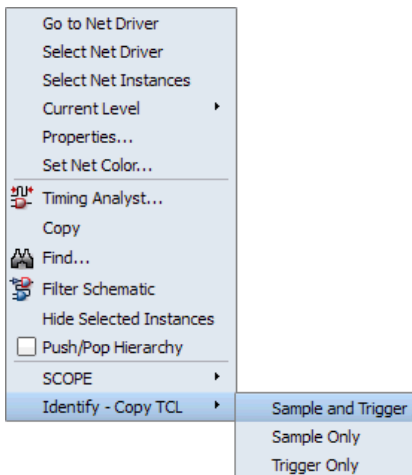 Go to Net Driver
Select Net Driver
Select Net Instances
Current Level
Properties...
Set Net Color...
Timing Analyst...
Copy
Find...
Filter Schematic
Hide Selected Instances
Push/Pop Hierarchy
SCOPE
Identify - Copy TCL
Sample and Trigger
Sample Only
Trigger Only